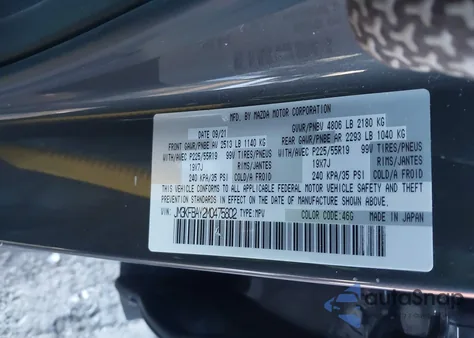 MFD. BY MAZDA MOTOR CORPORATION
DATE 09/21 GVWR/PNBV 4806 LB 2180 KG
FRONT GAWR/PNBE AV 2513 LB 1140 KG REAR GAWR/PNBE AR 2293 LB 1040 KG
WITH/AVEC P225/55R19 99V TIRES/PNEUS WITH/AVEC P225/55R19 99V TIRES/PNEUS
19X7J RIMS/JANTES 19X7J RIMS/JANTES
240 KPA/35 PSI COLD/A FROID 240 KPA/35 PSI COLD/A FROID
THIS VEHICLE CONFORMS TO ALL APPLICABLE FEDERAL MOTOR VEHICLE SAFETY
AND THEFT PREVENTION STANDARDS IN EFFECT ON THE DATE OF MANUFACTURE SHOWN ABOVE.
VIN: TYPE:MPV COLOR CODE:46G MADE IN JAPAN
autoSnap